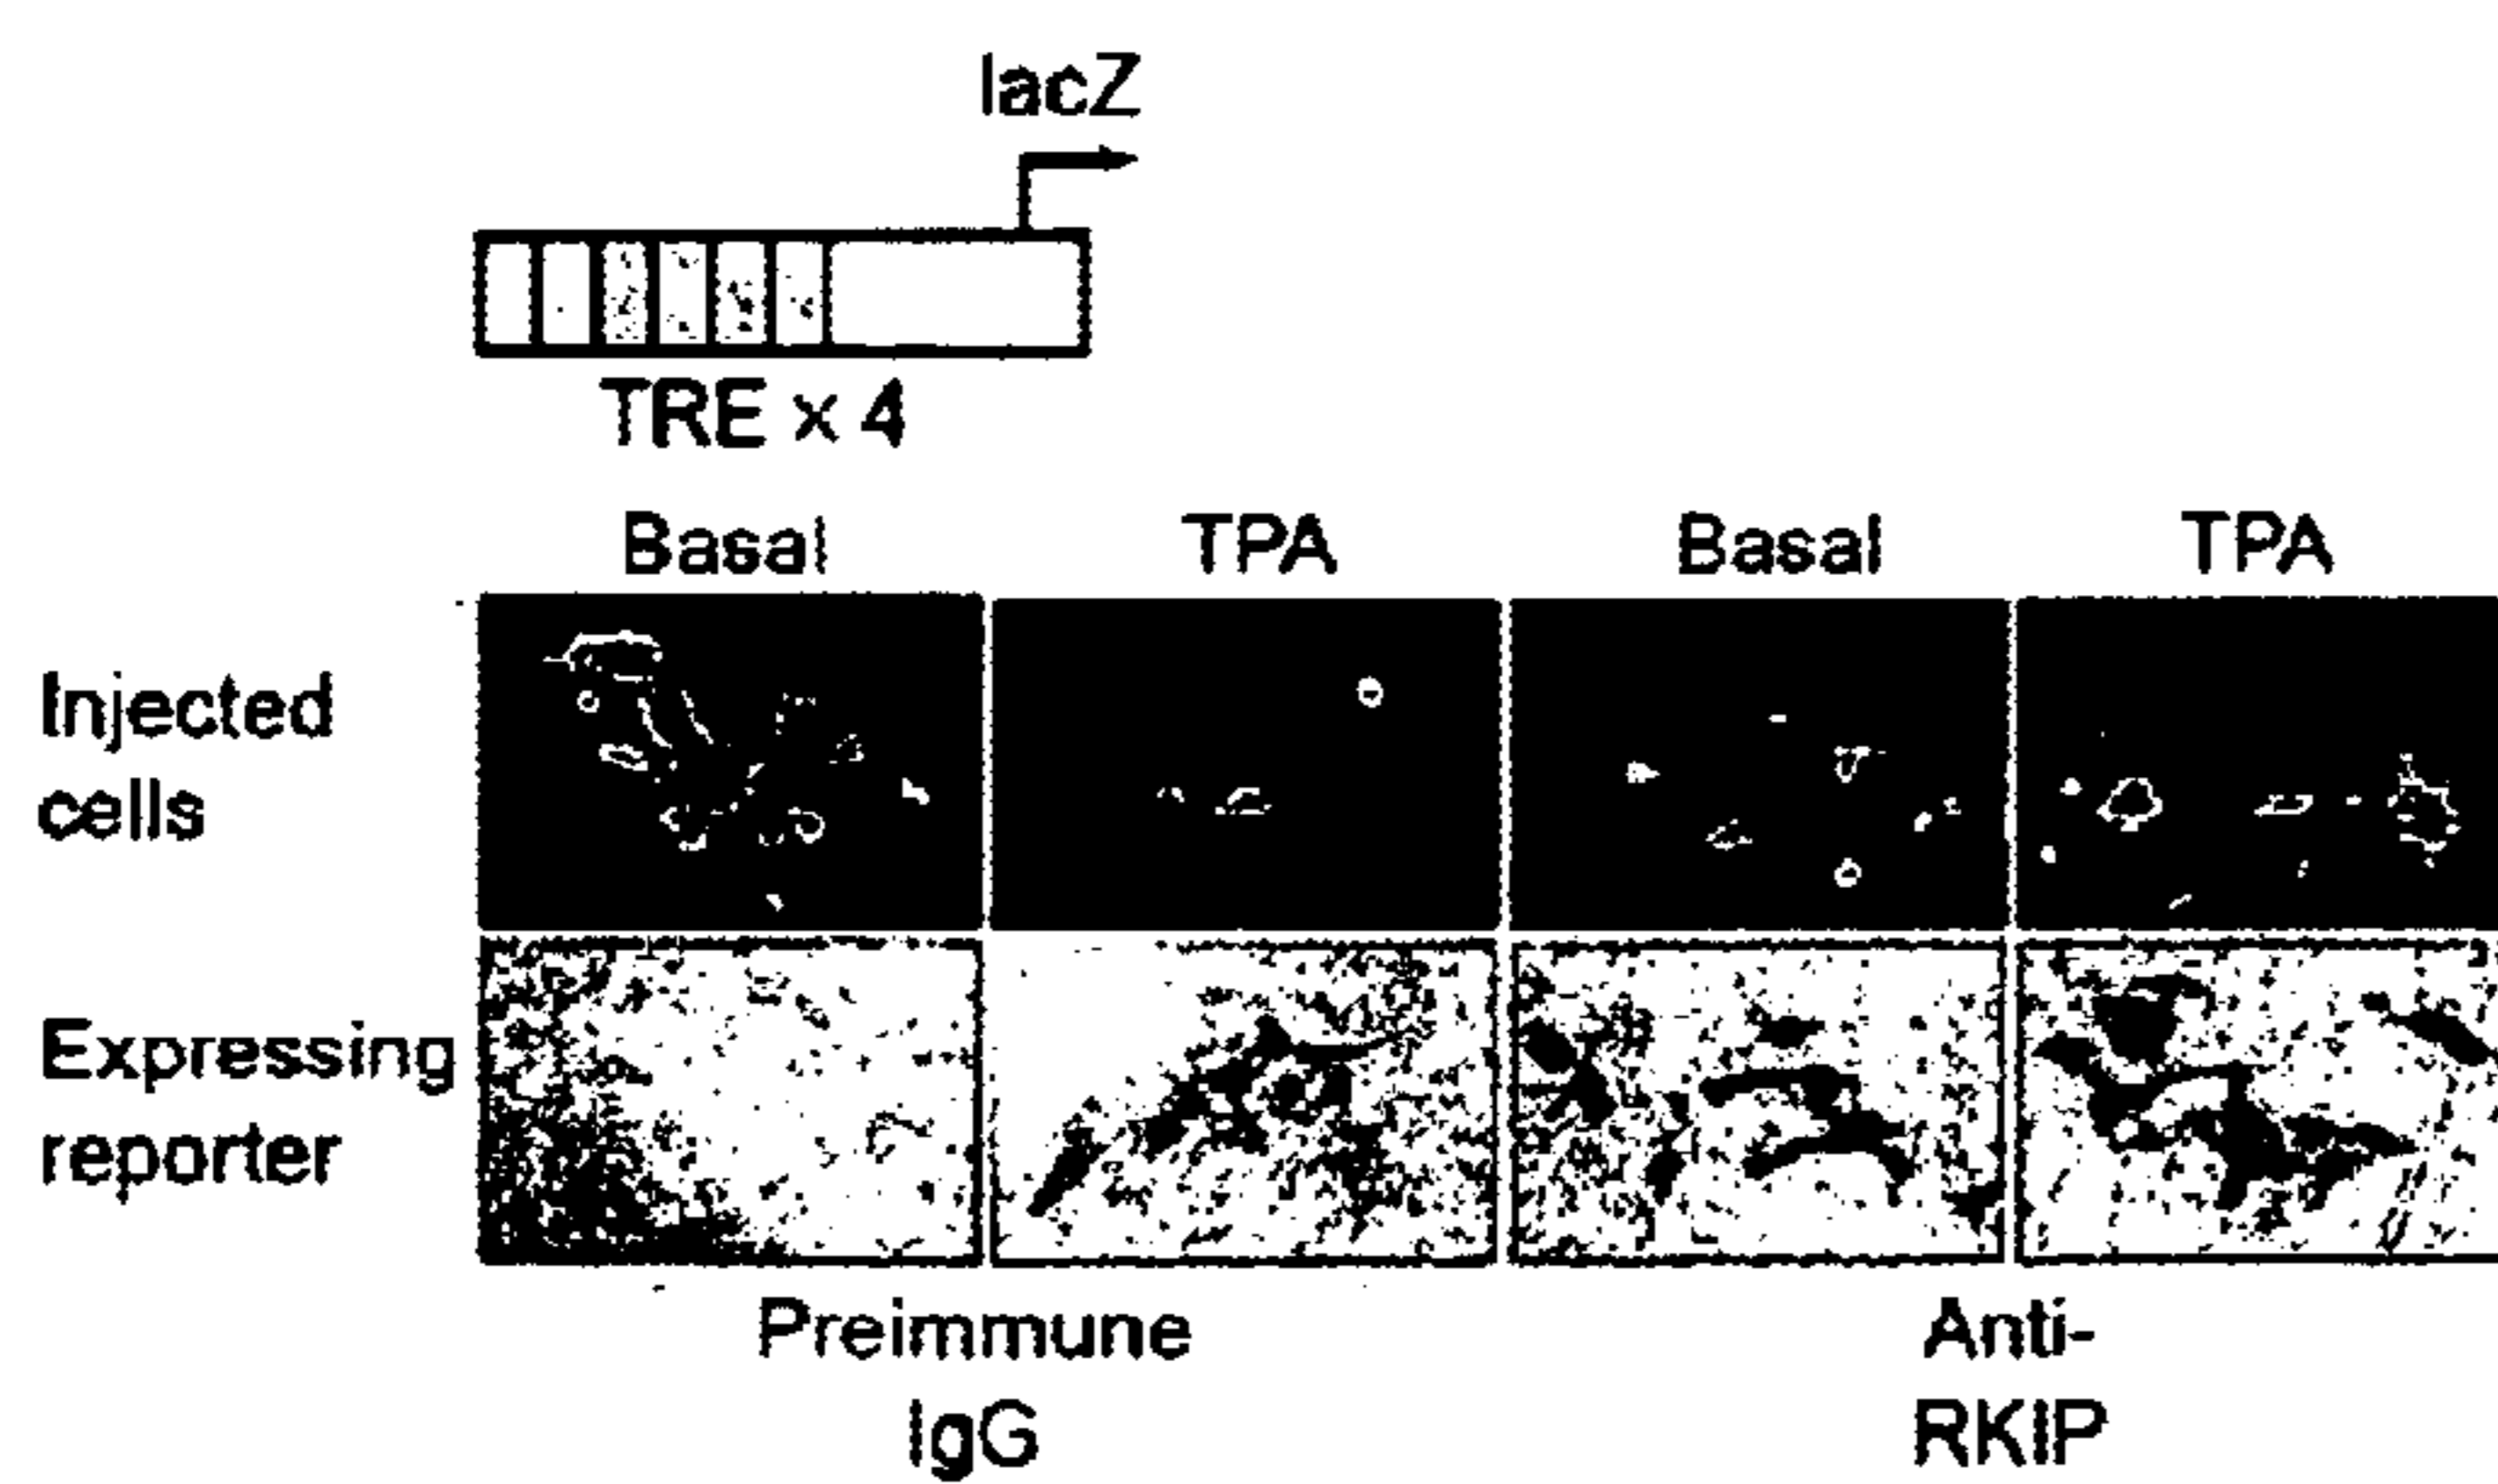 lacZ
TRE x 4
Basal TPA Basal TPA
Injected
cells
Expressing
reporter
Preimmune
IgG
Anti-
RKIP